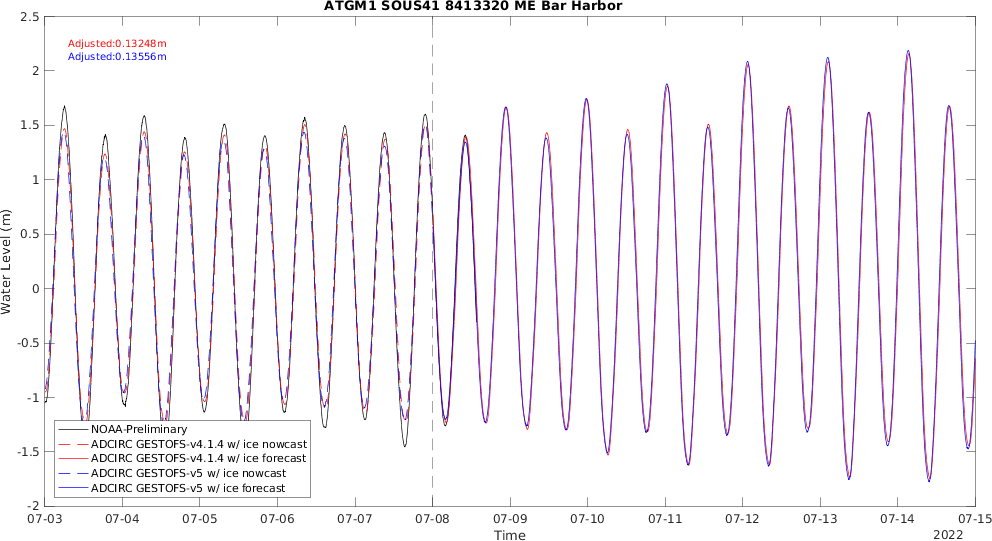 ATGM1 SOUS41 8413320 ME Bar Harbor
2.5
Adjusted:0.13248m
Adjusted:0.13556m
2
1.5
1
0.5
0
-0.5
-1
-1.5
-2
Water Level (m)
NOAA-Preliminary
ADCIRC GESTOFS-v4.1.4 w/ ice nowcast
ADCIRC GESTOFS-v4.1.4 w/ ice forecast
ADCIRC GESTOFS-v5 w/ ice nowcast
ADCIRC GESTOFS-v5 w/ ice forecast
07-03 07-04 07-05 07-06 07-07 07-08 07-09 07-10 07-11 07-12 07-13 07-14 07-15
Time
2022